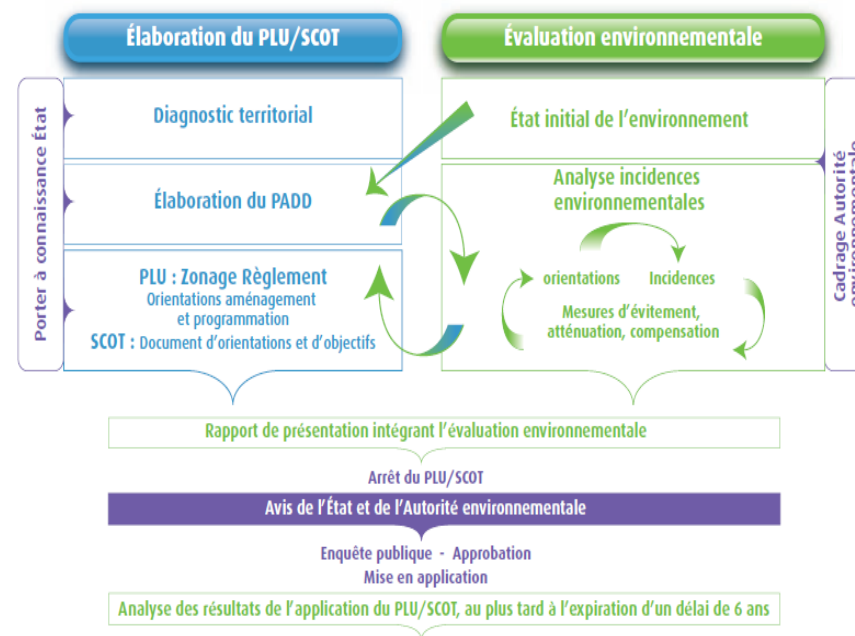 Élaboration du PLU/SCOT
Évaluation environnementale
Porter à connaissance État
Diagnostic territorial
État initial de l'environnement
Élaboration du PADD
Analyse incidences
environnementales
PLU : Zonage Règlement
Orientations aménagement
et programmation
SCOT : Document d'orientations et d'objectifs
orientations
Incidences
Mesures d'évitement,
atténuation, compensation
Cadrage Autorité
environnementale
Rapport de présentation intégrant l'évaluation environnementale
Arrêt du PLU/SCOT
Avis de l'État et de l'Autorité environnementale
Enquête publique - Approbation
Mise en application
Analyse des résultats de l'application du PLU/SCOT, au plus tard à l'expiration d'un délai de 6 ans